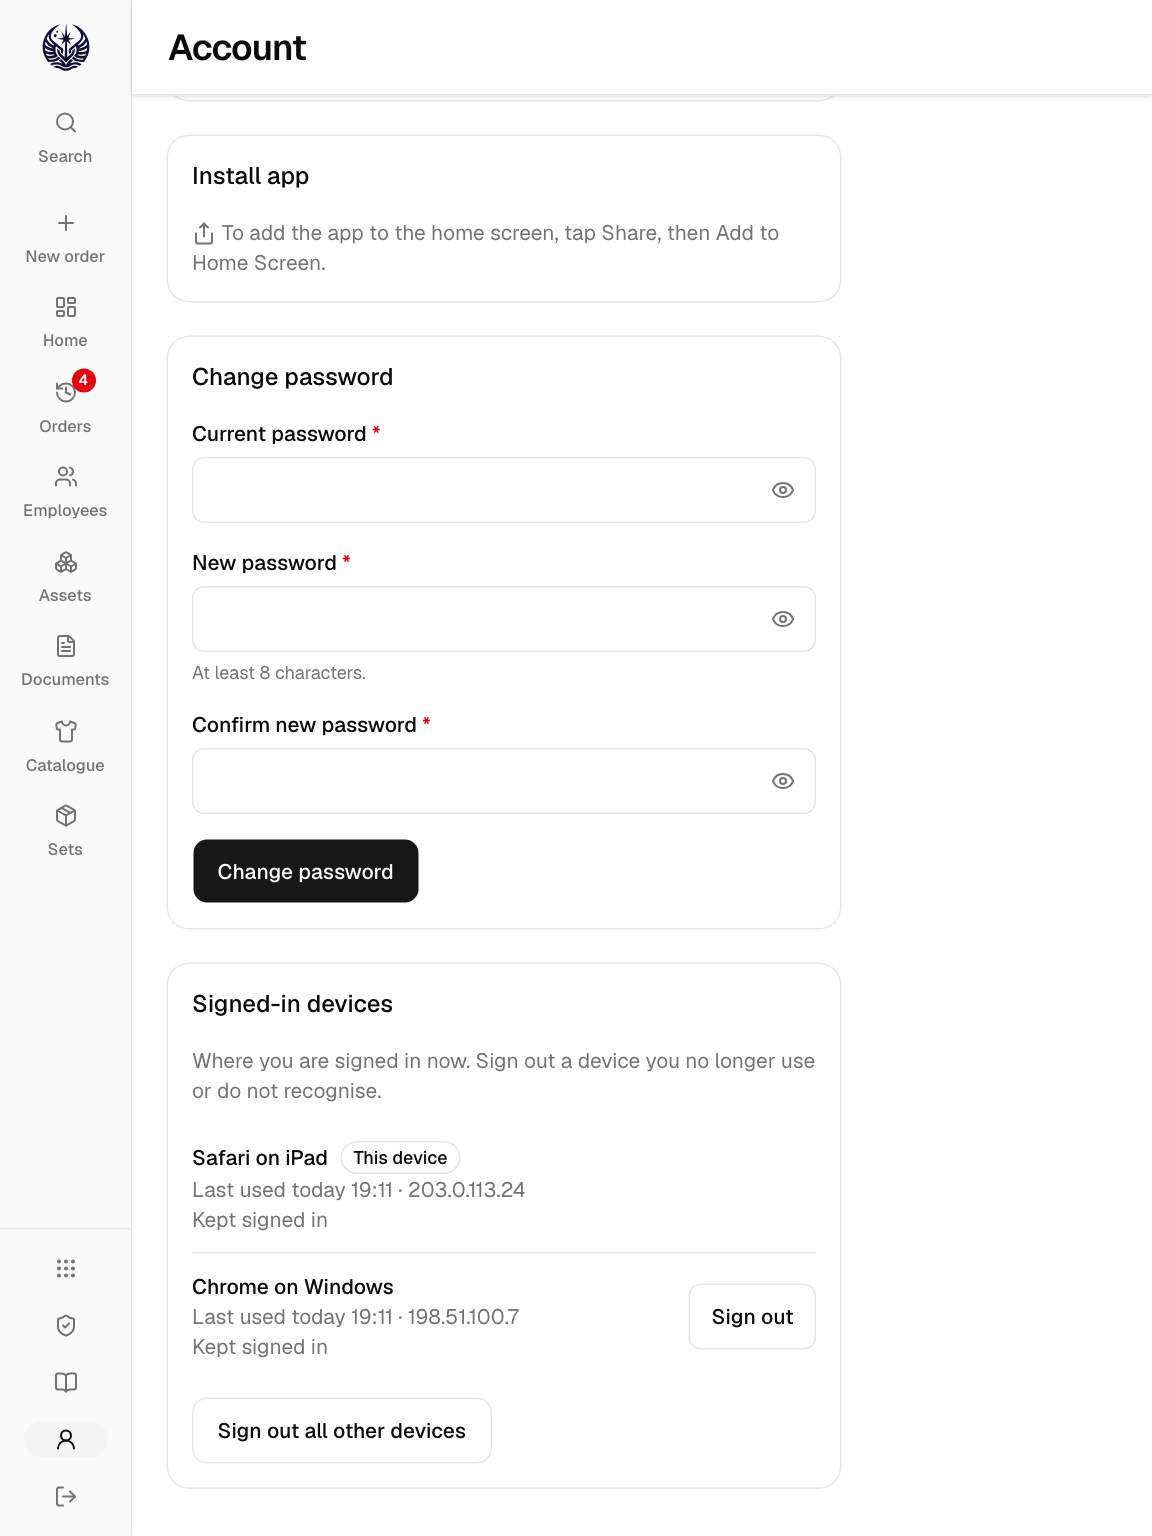 Account
Search
New order
Home
4
Orders
Employees
Assets
Documents
Catalogue
Sets
Install app
To add the app to the home screen, tap Share, then Add to
Home Screen.
Change password
Current password *
New password *
At least 8 characters.
Confirm new password *
Change password
Signed-in devices
Where you are signed in now. Sign out a device you no longer use
or do not recognise.
Safari on iPad This device
Last used today 19:11 · 203.0.113.24
Kept signed in
Chrome on Windows
Last used today 19:11 · 198.51.100.7
Kept signed in
Sign out
Sign out all other devices